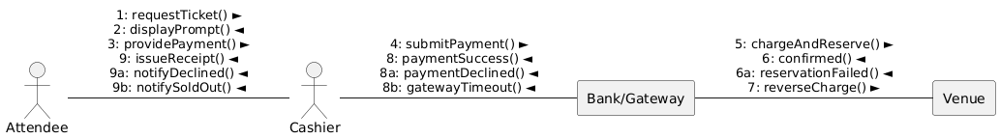 1: requestTicket() ►
2: displayPrompt() ◄
3: providePayment() ►
9: issueReceipt() ◄
9a: notifyDeclined() ◄
9b: notifySoldOut() ◄
4: submitPayment() ►
8: paymentSuccess() ◄
8a: paymentDeclined() ◄
8b: gatewayTimeout() ◄
5: chargeAndReserve() ►
6: confirmed() ◄
6a: reservationFailed() ◄
7: reverseCharge() ►
Attendee
Cashier
Bank/Gateway
Venue